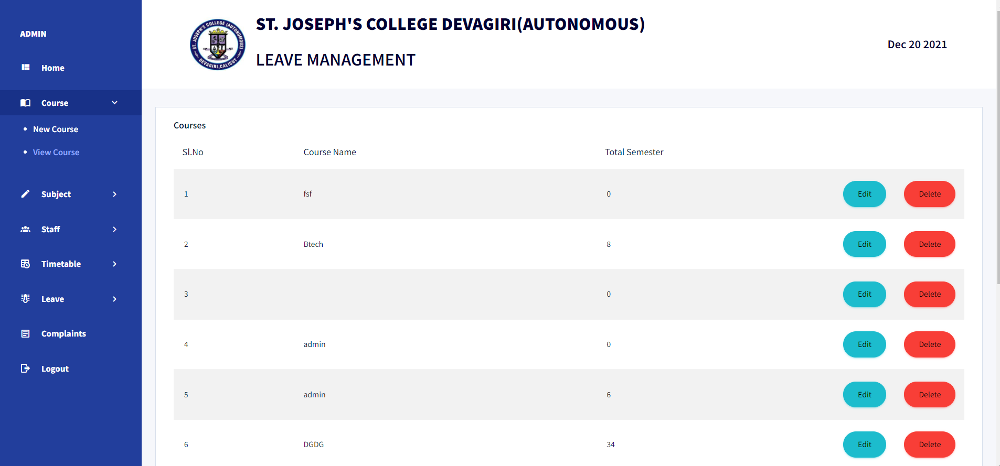 ADMIN
Home
Course
New Course
View Course
Subject
Staff
Timetable
Leave
Complaints
Logout
ST. JOSEPH'S COLLEGE (AUTONOMOUS)
DEVAGIRI, CALICUT
ST. JOSEPH'S COLLEGE DEVAGIRI(AUTONOMOUS)
LEAVE MANAGEMENT
Dec 20 2021
Courses
Sl.No Course Name Total Semester
1 fsf 0 Edit Delete
2 Btech 8 Edit Delete
3 0 Edit Delete
4 admin 0 Edit Delete
5 admin 6 Edit Delete
6 DGDG 34 Edit Delete